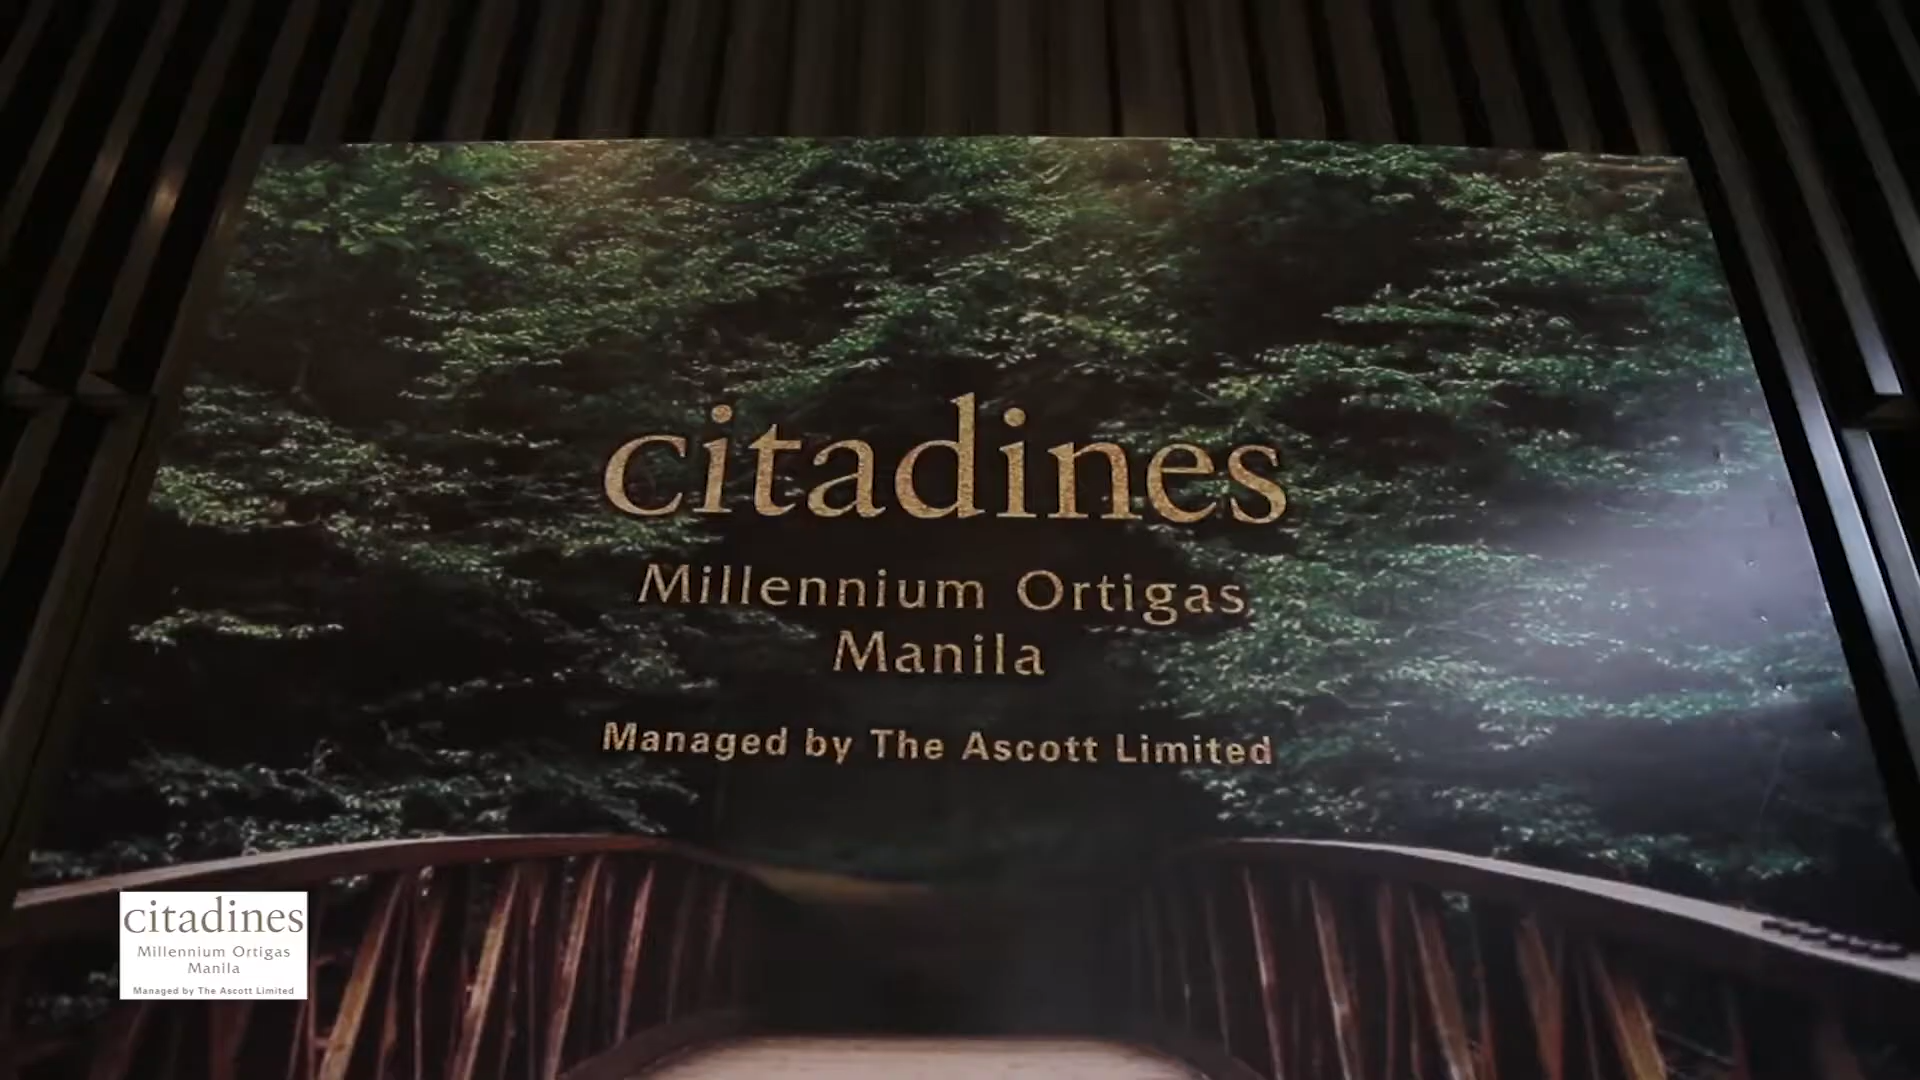 citadines
Millennium Ortigas,
Manila
Managed by The Ascott Limited
citadines
Millennium Ortigas
Manila
Managed by The Ascott Limited